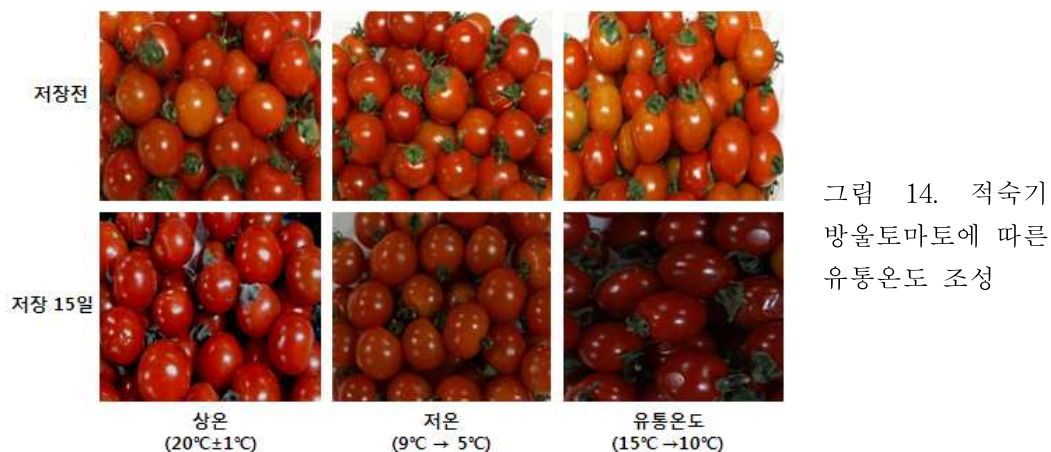 저장전
저장 15일
상온
(20℃±1℃)
저온
(9℃ → 5℃)
유통온도
(15℃ →10℃)
그림 14. 적숙기
방울토마토에 따른
유통온도 조성